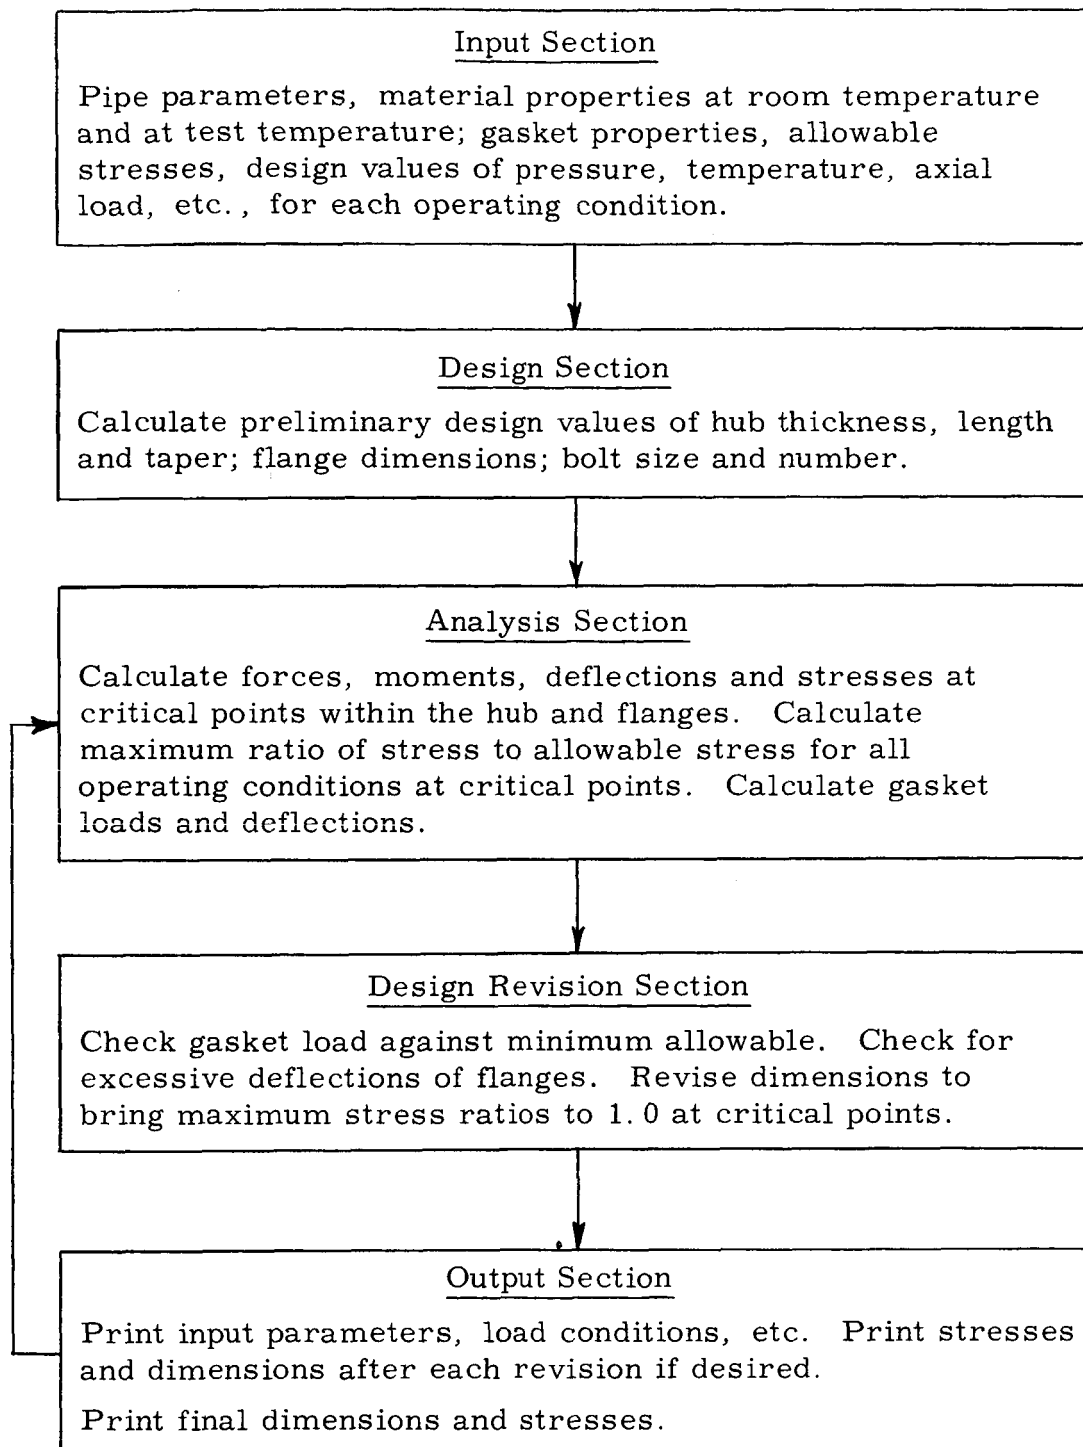 Input Section
Pipe parameters, material properties at room temperature
and at test temperature; gasket properties, allowable
stresses, design values of pressure, temperature, axial
load, etc., for each operating condition.
Design Section
Calculate preliminary design values of hub thickness, length
and taper; flange dimensions; bolt size and number.
Analysis Section
Calculate forces, moments, deflections and stresses at
critical points within the hub and flanges. Calculate
maximum ratio of stress to allowable stress for all
operating conditions at critical points. Calculate gasket
loads and deflections.
Design Revision Section
Check gasket load against minimum allowable. Check for
excessive deflections of flanges. Revise dimensions to
bring maximum stress ratios to 1.0 at critical points.
Output Section
Print input parameters, load conditions, etc. Print stresses
and dimensions after each revision if desired.
Print final dimensions and stresses.